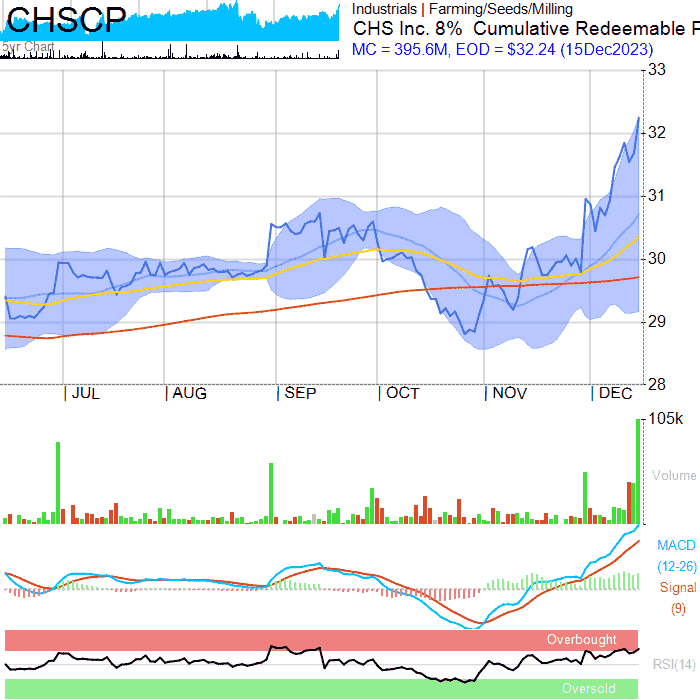 CHSCP
5yr Chart
Industrials | Farming/Seeds/Milling
CHS Inc. 8% Cumulative Redeemable P
MC = 395.6M, EOD = $32.24 (15Dec2023)
33
32
31
30
29
28
| JUL | AUG | SEP | OCT | NOV | DEC
105k
Volume
MACD
(12-26)
Signal
(9)
Overbought
RSI(14)
Oversold